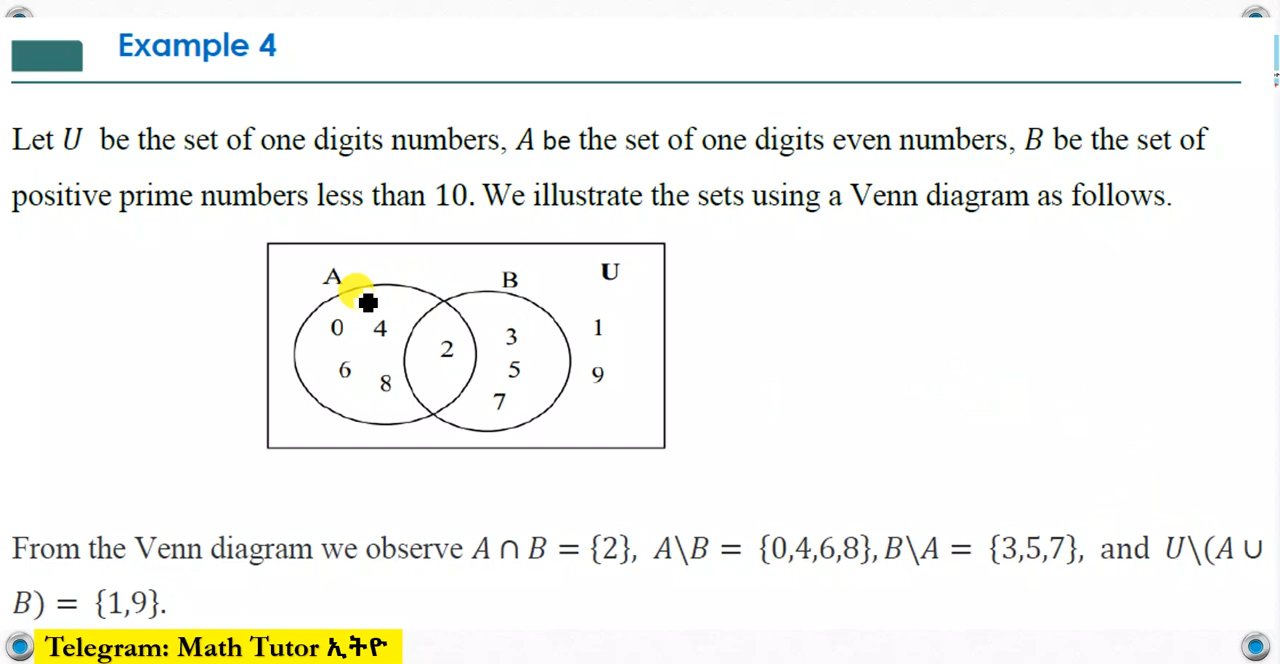 Example 4
Let U be the set of one digits numbers, A be the set of one digits even numbers, B be the set of
positive prime numbers less than 10. We illustrate the sets using a Venn diagram as follows.
A B U
0 4 2 3 1
6 8 5 9
7
From the Venn diagram we observe A ∩ B = {2}, A\B = {0,4,6,8}, B\A = {3,5,7}, and U\(A ∪
B) = {1,9}.
Telegram: Math Tutor ኢትዮ